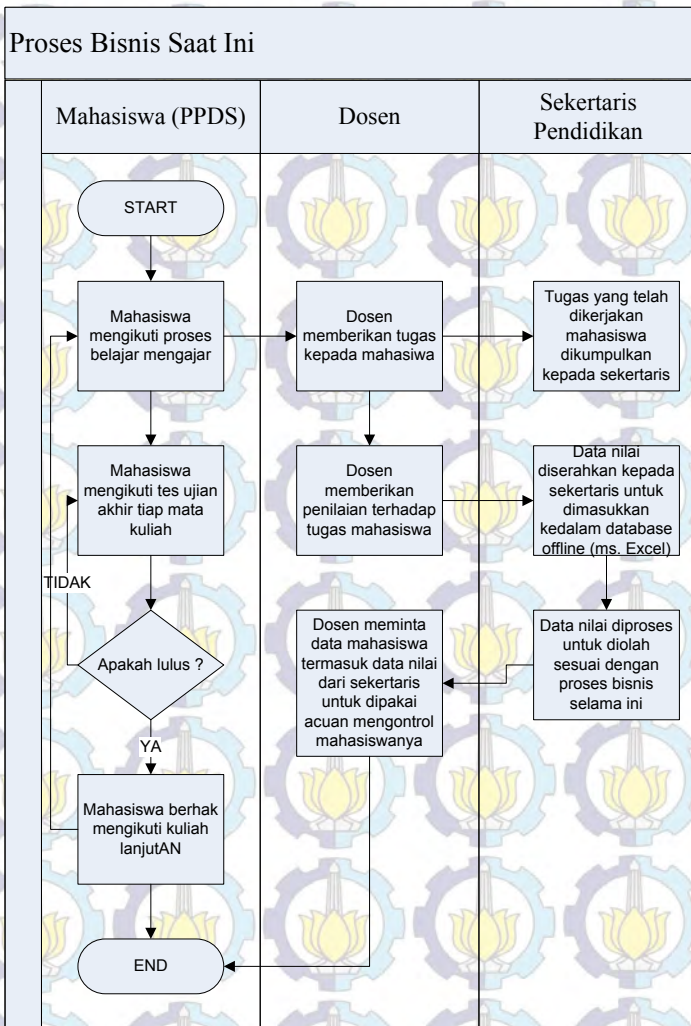 Proses Bisnis Saat Ini
Mahasiswa (PPDS)
Dosen
Sekertaris
Pendidikan
START
Mahasiswa
mengikuti proses
belajar mengajar
Dosen
memberikan tugas
kepada mahasiwa
Tugas yang telah
dikerjakan
mahasiswa
dikumpulkan
kepada sekertaris
Mahasiswa
mengikuti tes ujian
akhir tiap mata
kuliah
Dosen
memberikan
penilaian terhadap
tugas mahasiswa
Data nilai
diserahkan kepada
sekertaris untuk
dimasukkan
kedalam database
offline (ms. Excel)
TIDAK
Apakah lulus ?
Dosen meminta
data mahasiswa
termasuk data nilai
dari sekertaris
untuk dipakai
acuan mengontrol
mahasiswanya
Data nilai diproses
untuk diolah
sesuai dengan
proses bisnis
selama ini
YA
Mahasiswa berhak
mengikuti kuliah
lanjutAN
END